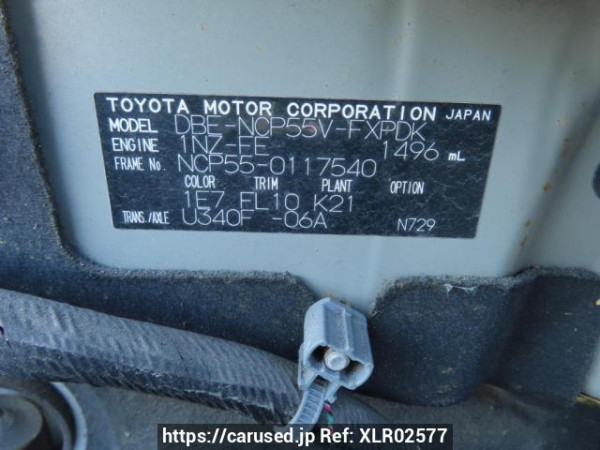 TOYOTA MOTOR CORPORATION JAPAN
MODEL DBE-NCP55V-FXPDK
ENGINE 1NZ-FE 1496 mL
FRAME No. NCP55-0117540
COLOR TRIM PLANT OPTION
1E7 FL10 K21
TRANS./AXLE U340F -06A N729
https://carused.jp Ref: XLR02577